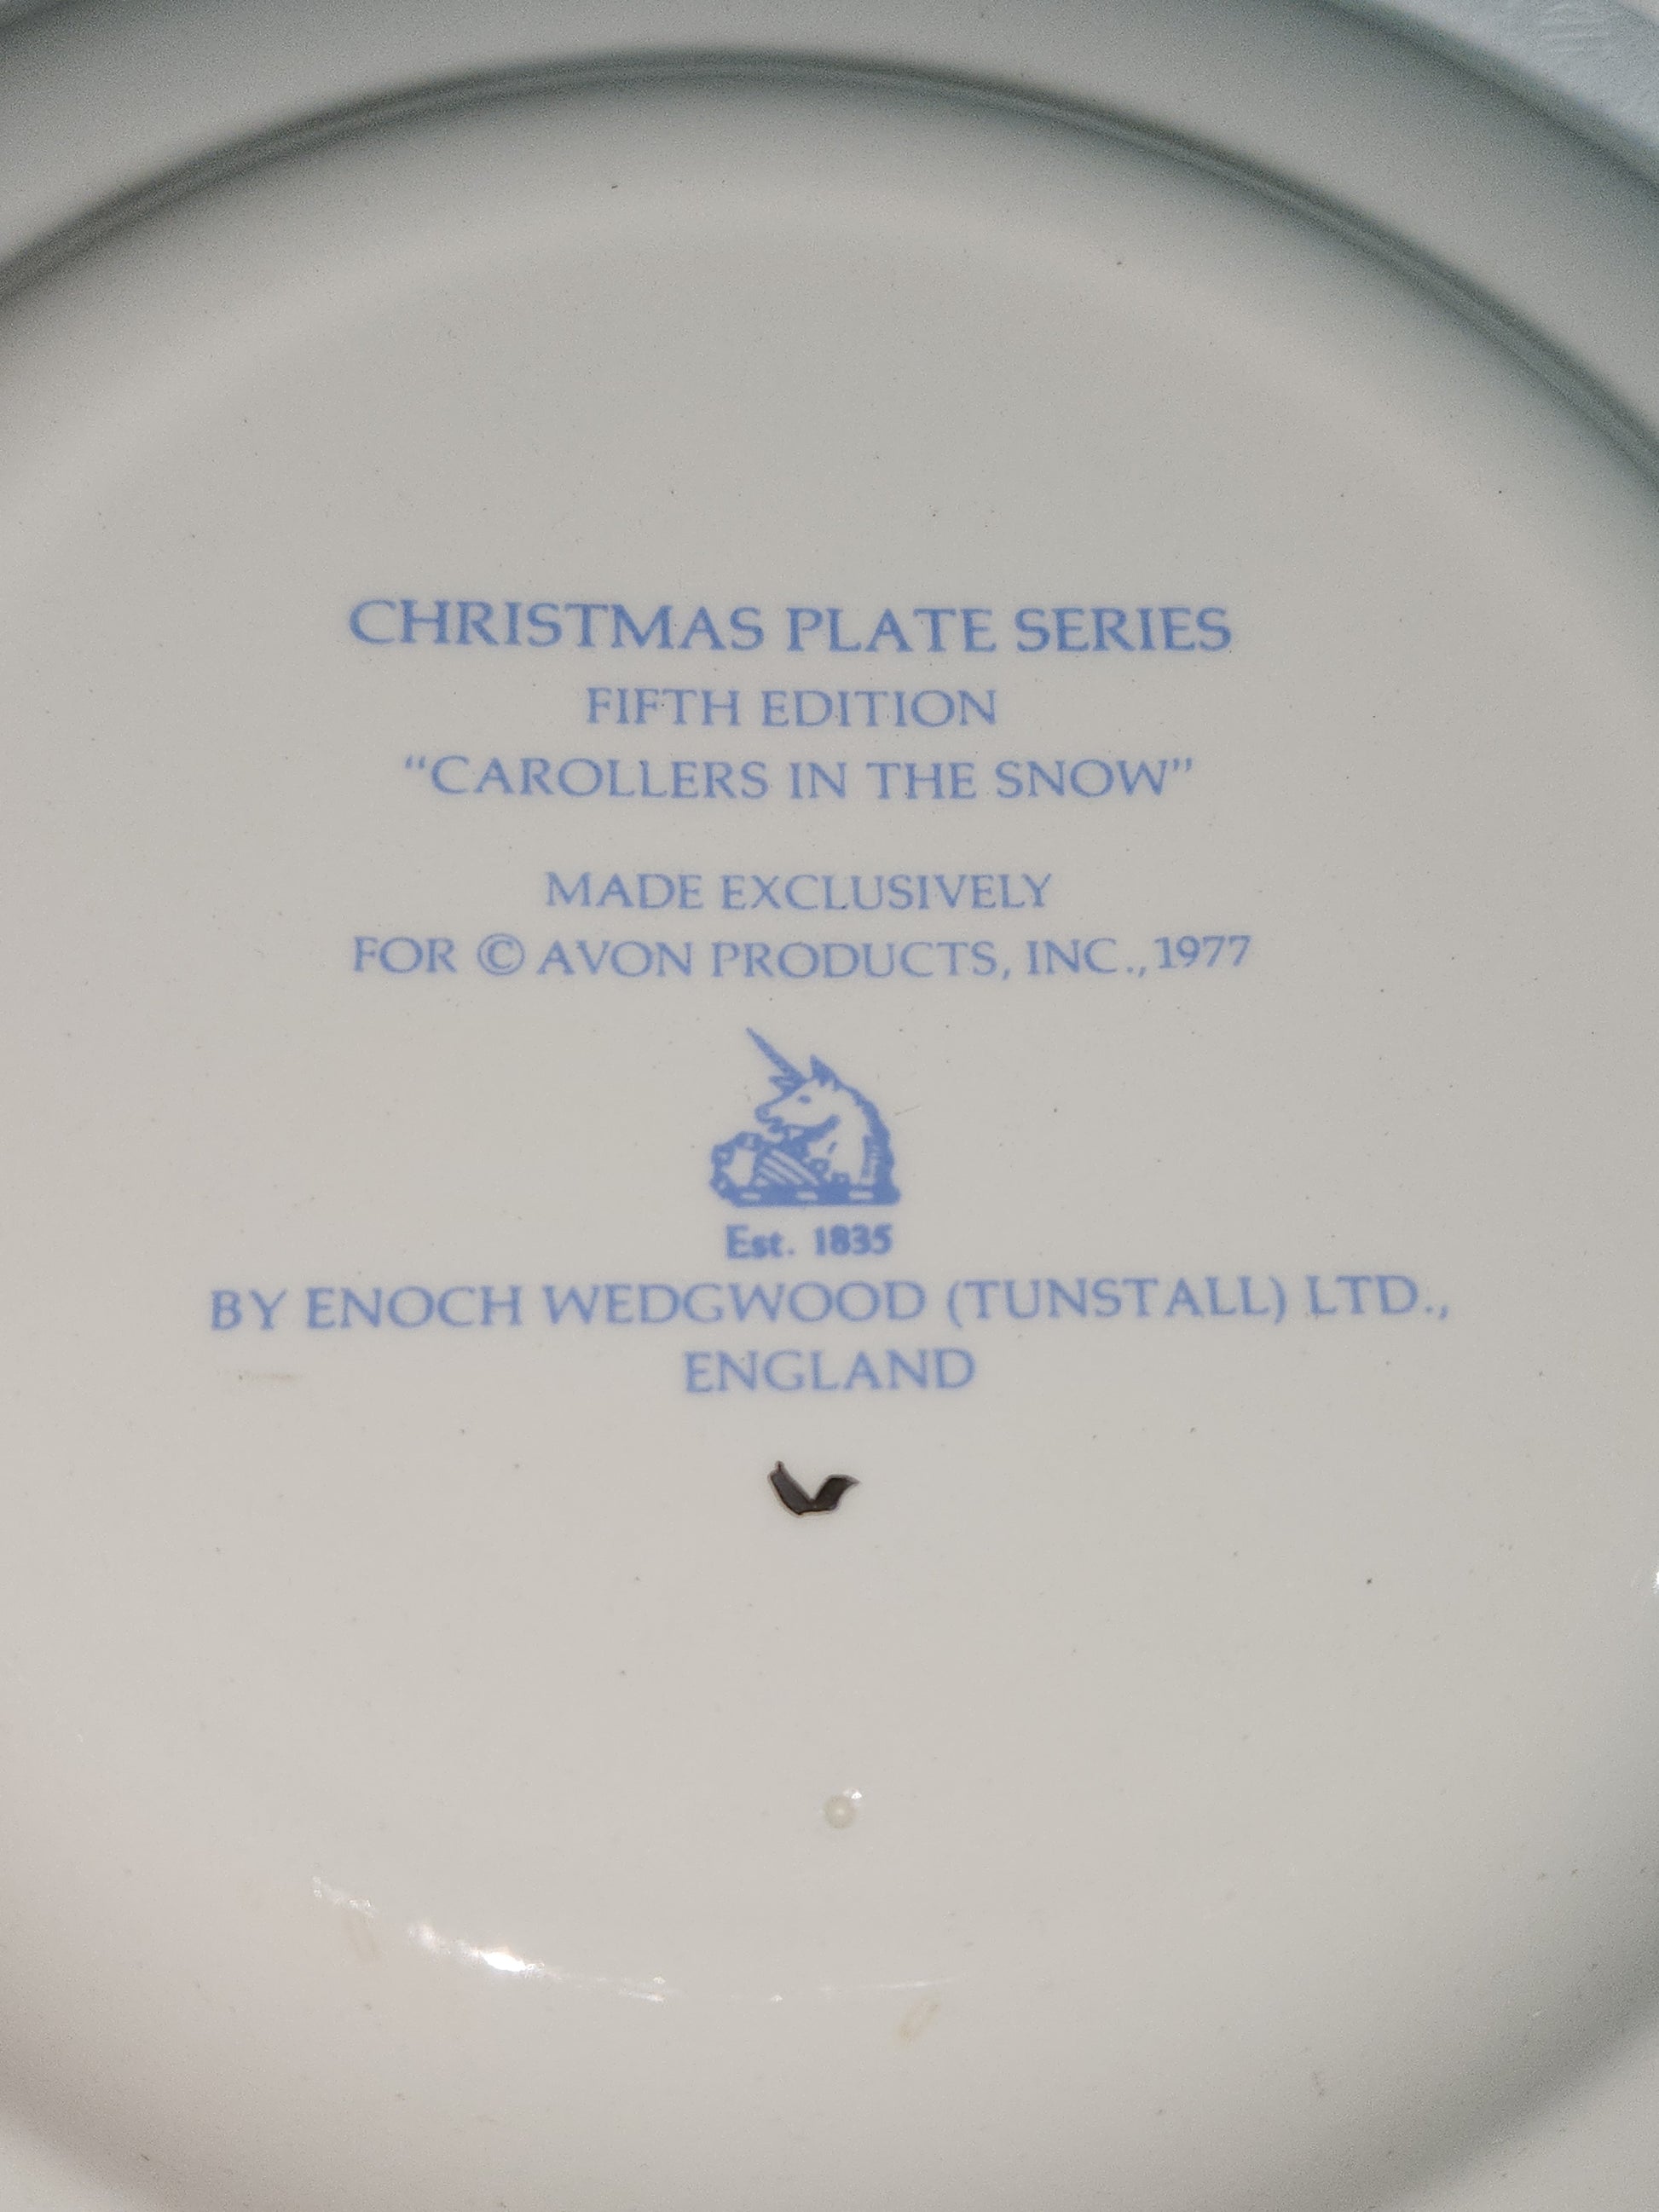 CHRISTMAS PLATE SERIES
FIFTH EDITION
“CAROLLERS IN THE SNOW”
MADE EXCLUSIVELY
FOR © AVON PRODUCTS, INC., 1977
Est. 1835
BY ENOCH WEDGWOOD (TUNSTALL) LTD.,
ENGLAND